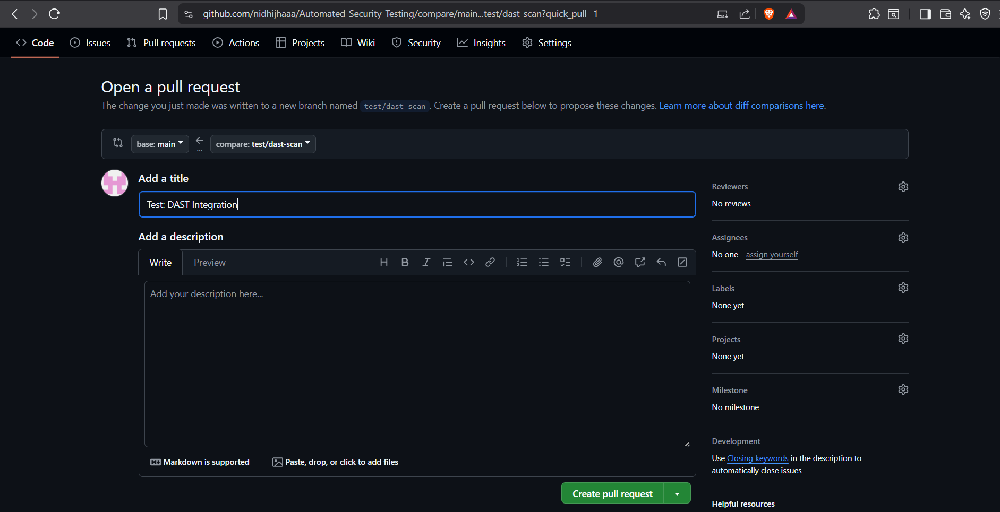 github.com/nidhijhaaa/Automated-Security-Testing/compare/main...test/dast-scan?quick_pull=1
Code Issues Pull requests Actions Projects Wiki Security Insights Settings
Open a pull request
The change you just made was written to a new branch named test/dast-scan . Create a pull request below to propose these changes. Learn more about diff comparisons here.
base: main ... compare: test/dast-scan
Add a title
Test: DAST Integration
Add a description
Write Preview
Add your description here...
Markdown is supported Paste, drop, or click to add files
Create pull request
Reviewers
No reviews
Assignees
No one—assign yourself
Labels
None yet
Projects
None yet
Milestone
No milestone
Development
Use Closing keywords in the description to
automatically close issues
Helpful resources